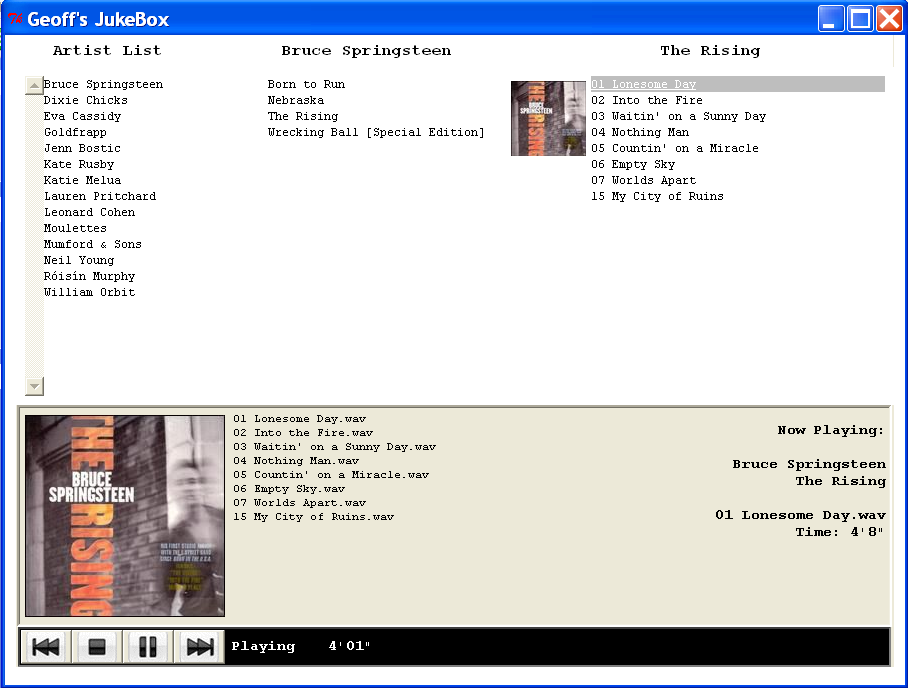 Geoff's JukeBox
Artist List
Bruce Springsteen
Dixie Chicks
Eva Cassidy
Goldfrapp
Jenn Bostic
Kate Rusby
Katie Melua
Lauren Pritchard
Leonard Cohen
Moulettes
Mumford & Sons
Neil Young
Róisín Murphy
William Orbit
Bruce Springsteen
Born to Run
Nebraska
The Rising
Wrecking Ball [Special Edition]
The Rising
THE RISING
BRUCE
SPRINGSTEEN
01 Lonesome Day
02 Into the Fire
03 Waitin' on a Sunny Day
04 Nothing Man
05 Countin' on a Miracle
06 Empty Sky
07 Worlds Apart
15 My City of Ruins
THE RISING
BRUCE
SPRINGSTEEN
01 Lonesome Day.wav
02 Into the Fire.wav
03 Waitin' on a Sunny Day.wav
04 Nothing Man.wav
05 Countin' on a Miracle.wav
06 Empty Sky.wav
07 Worlds Apart.wav
15 My City of Ruins.wav
Now Playing:
Bruce Springsteen
The Rising
01 Lonesome Day.wav
Time: 4'8"
Playing 4'01"